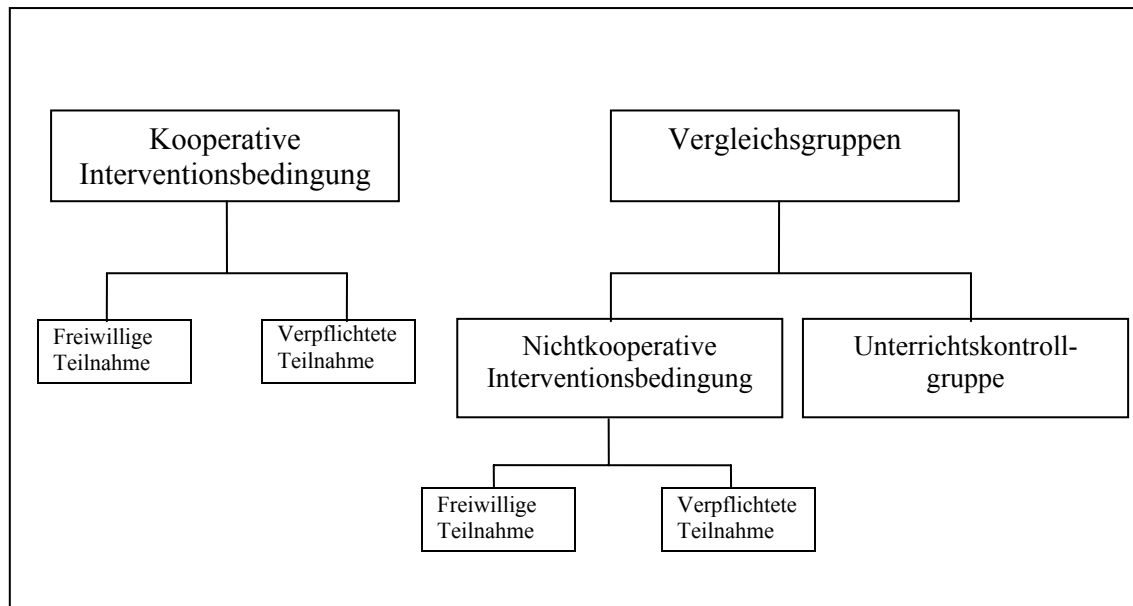 Kooperative
Interventionsbedingung
Vergleichsgruppen
Freiwillige
Teilnahme
Verpflichtete
Teilnahme
Nichtkooperative
Interventionsbedingung
Unterrichtskontroll-
gruppe
Freiwillige
Teilnahme
Verpflichtete
Teilnahme